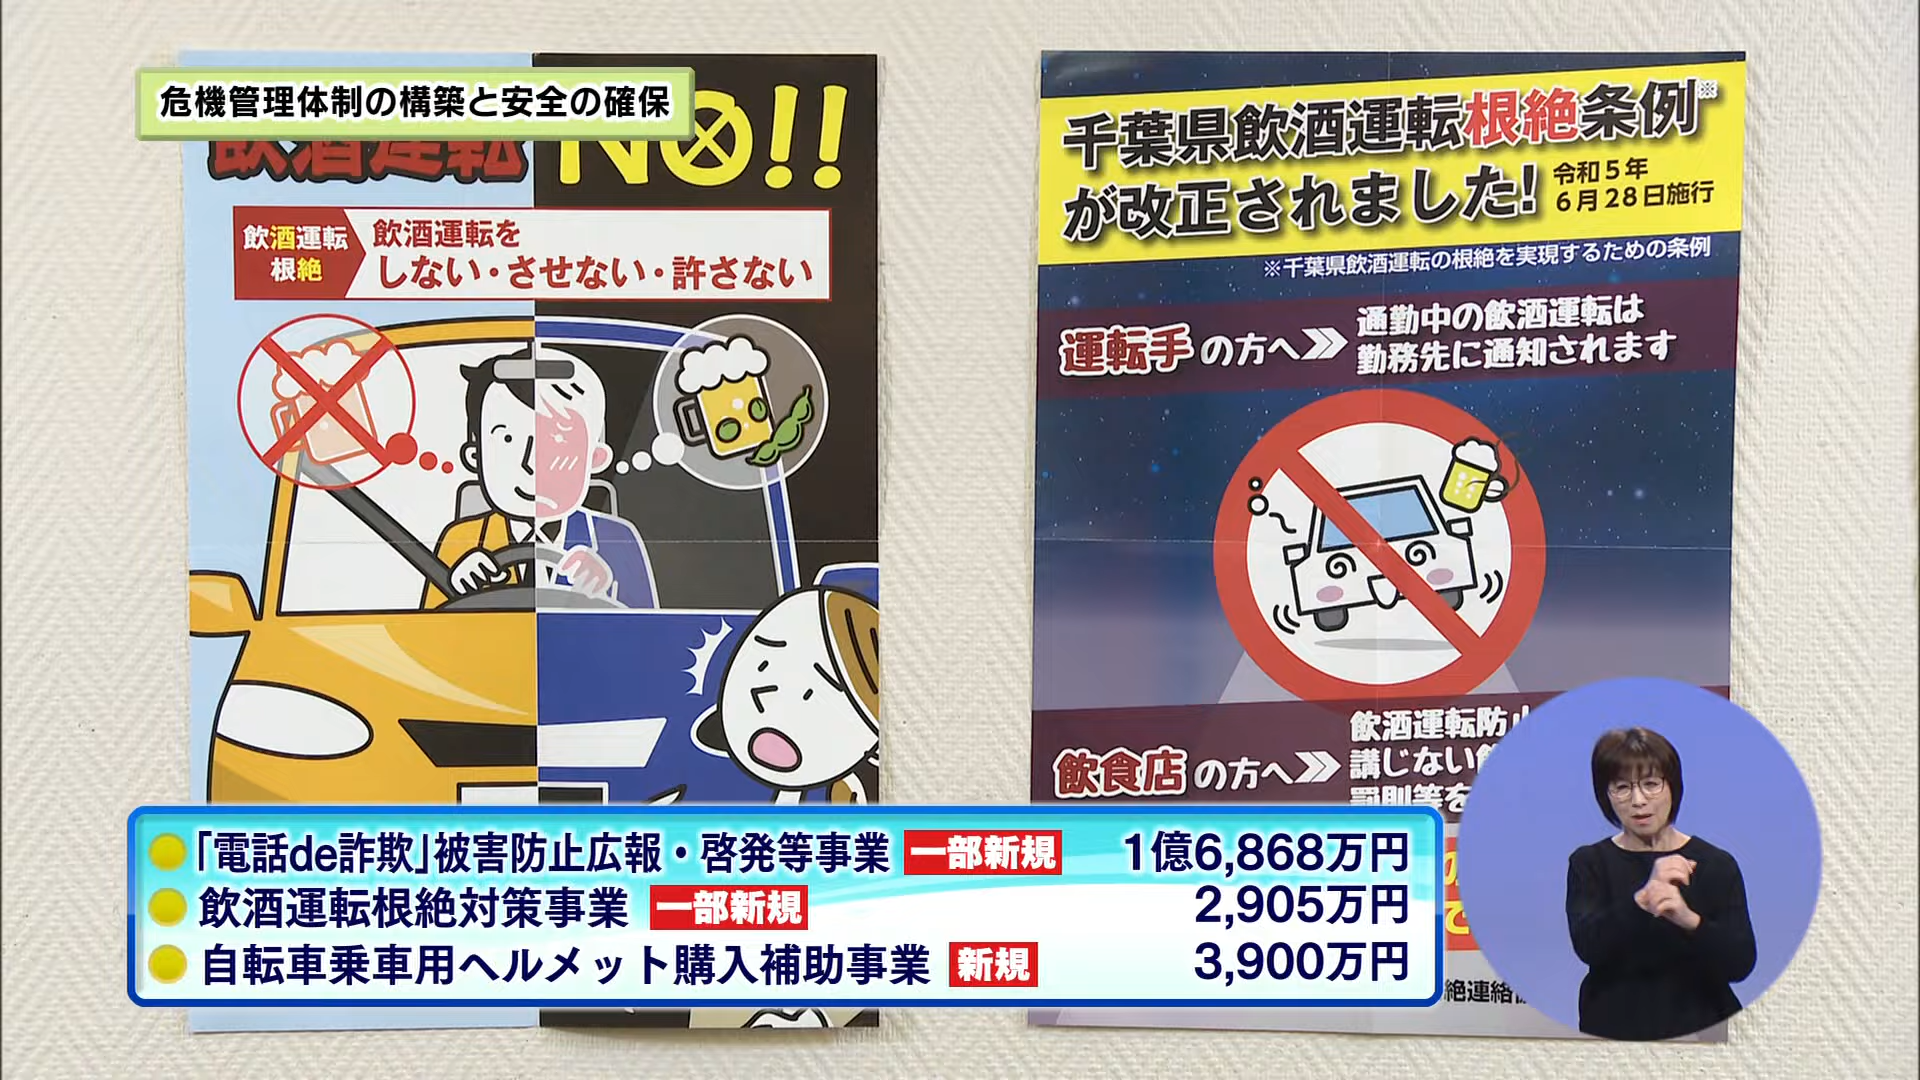 危機管理体制の構築と安全の確保
飲酒運転 NO!!
飲酒運転
根絶
飲酒運転を
しない・させない・許さない
千葉県飲酒運転根絶条例※
が改正されました!
令和5年
6月28日施行
※千葉県飲酒運転の根絶を実現するための条例
運転手の方へ
通勤中の飲酒運転は
勤務先に通知されます
飲食店の方へ
飲酒運転防止
講じない
罰則等を
「電話de詐欺」被害防止広報・啓発等事業 一部新規 1億6,868万円
飲酒運転根絶対策事業 一部新規 2,905万円
自転車乗車用ヘルメット購入補助事業 新規 3,900万円
絶連絡